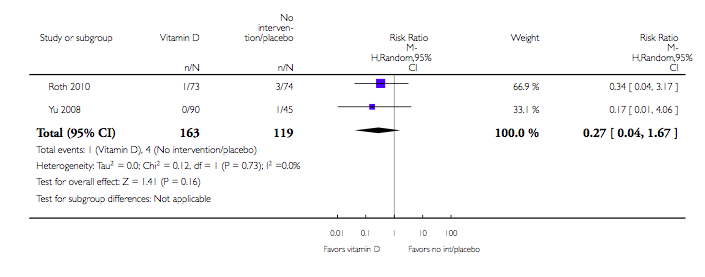 Study or subgroup Vitamin D No interven-tion/placebo Risk Ratio Weight Risk Ratio
n/N n/N M-H,Random,95% CI M-H,Random,95% CI
Roth 2010 1/73 3/74 66.9 % 0.34 [ 0.04, 3.17 ]
Yu 2008 0/90 1/45 33.1 % 0.17 [ 0.01, 4.06 ]
Total (95% CI) 163 119 100.0 % 0.27 [ 0.04, 1.67 ]
Total events: 1 (Vitamin D), 4 (No intervention/placebo)
Heterogeneity: Tau² = 0.0; Chi² = 0.12, df = 1 (P = 0.73); I² =0.0%
Test for overall effect: Z = 1.41 (P = 0.16)
Test for subgroup differences: Not applicable
0.01 0.1 1 10 100
Favors vitamin D Favors no int/placebo